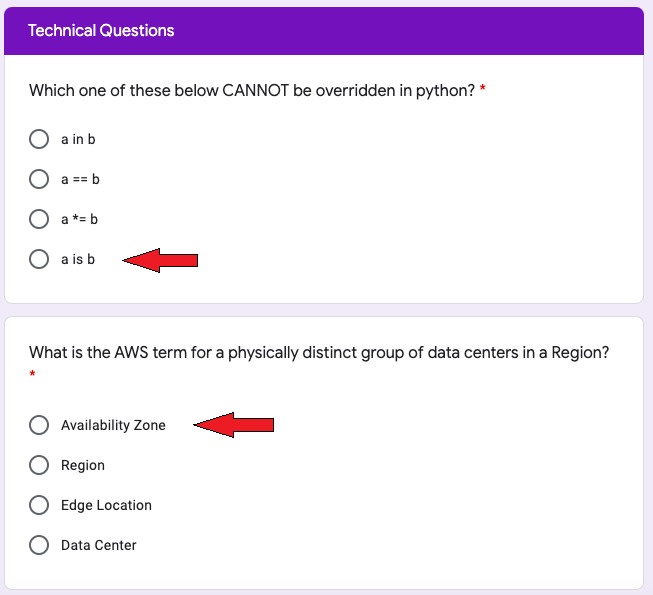 Technical Questions
Which one of these below CANNOT be overridden in python? *
a in b
a == b
a *= b
a is b
What is the AWS term for a physically distinct group of data centers in a Region?
*
Availability Zone
Region
Edge Location
Data Center